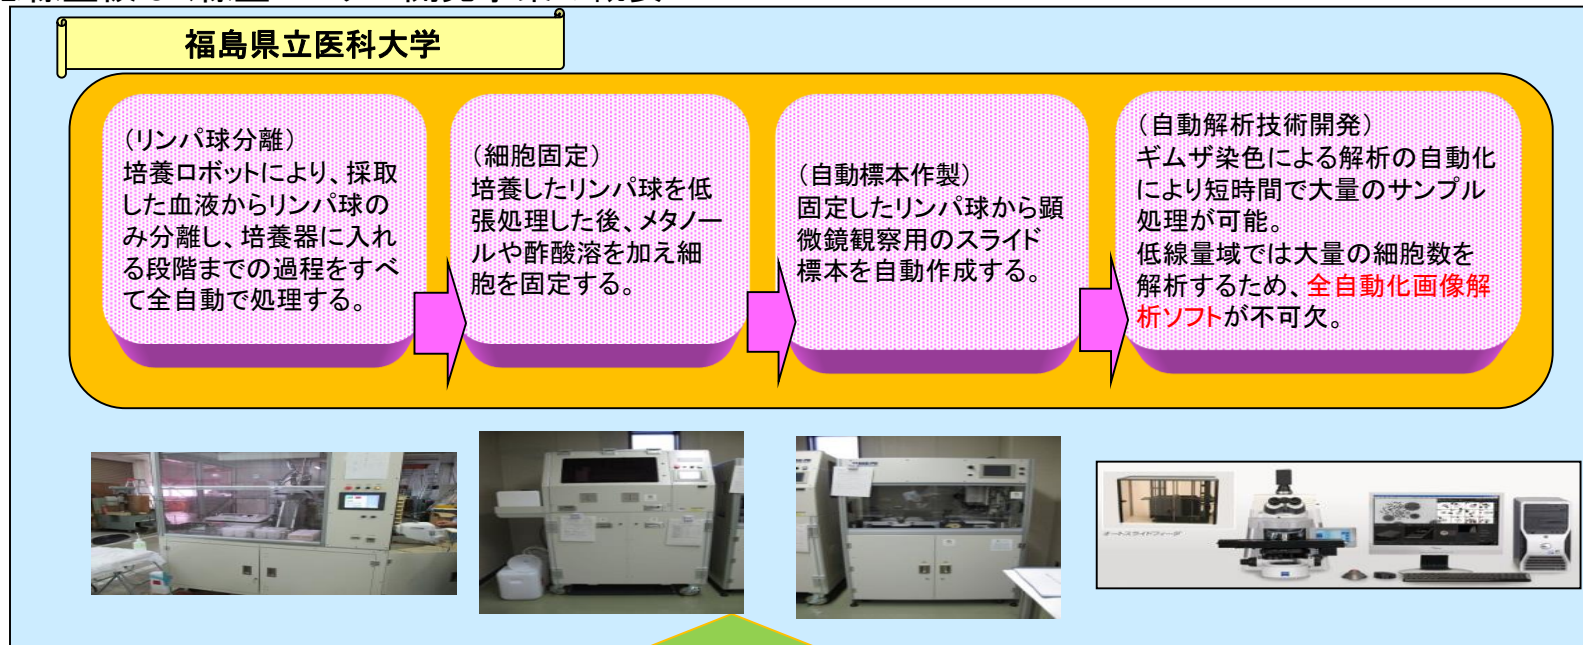 福島県立医科大学
（リンパ球分離）
培養ロボットにより、採取
した血液からリンパ球の
み分離し、培養器に入れ
る段階までの過程をすべ
て全自動で処理する。
（細胞固定）
培養したリンパ球を低
張処理した後、メタノー
ルや酢酸溶を加え細
胞を固定する。
（自動標本作製）
固定したリンパ球から顕
微鏡観察用のスライド
標本を自動作成する。
（自動解析技術開発）
ギムザ染色による解析の自動化
により短時間で大量のサンプル
処理が可能。
低線量域では大量の細胞数を
解析するため、全自動化画像解
析ソフトが不可欠。
オートスライドフィーダ